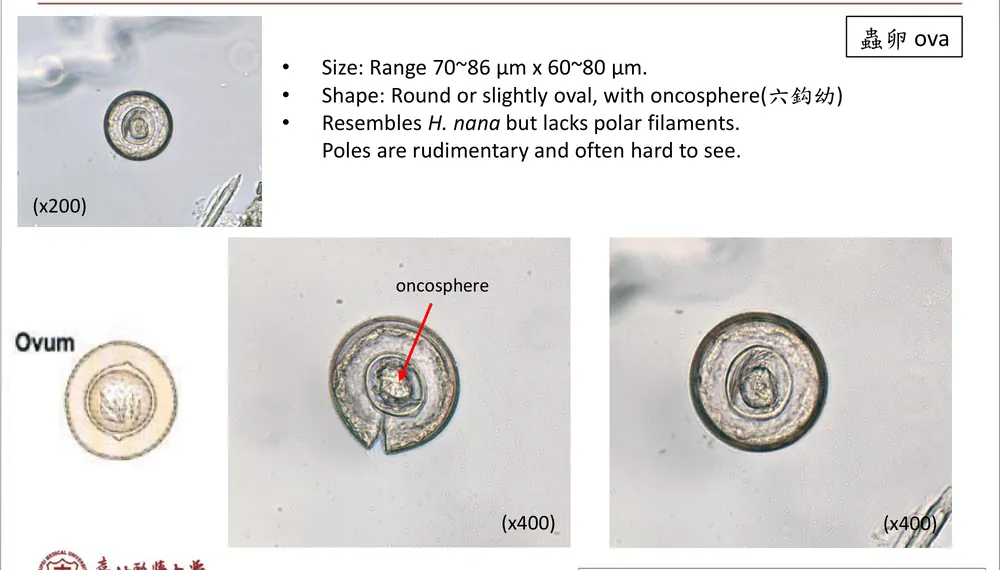 蟲卵 ova
• Size: Range 70~86 μm x 60~80 μm.
• Shape: Round or slightly oval, with oncosphere(六鈎幼)
• Resembles H. nana but lacks polar filaments.
Poles are rudimentary and often hard to see.
(x200)
oncosphere
Ovum
(x400)
(x400)